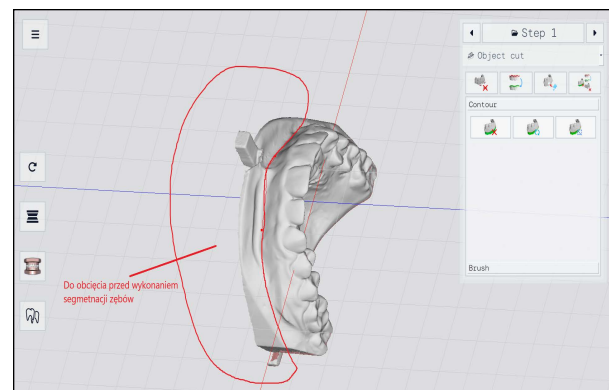 Step 1
Object cut
Contour
Do obcięcia przed wykonaniem
segmetnacji zębów
Brush